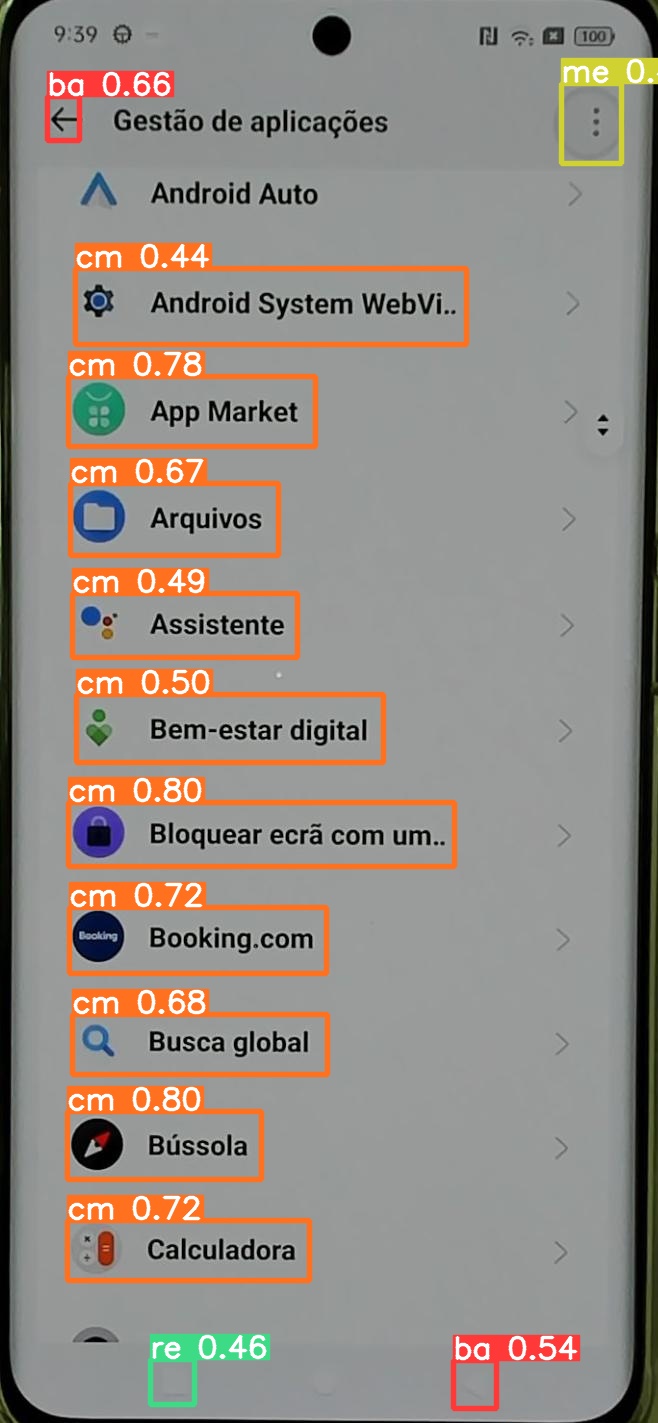 9:39
100
ba 0.66
me 0.
Gestão de aplicações
Android Auto
cm 0.44
Android System WebVi..
cm 0.78
App Market
cm 0.67
Arquivos
cm 0.49
Assistente
cm 0.50
Bem-estar digital
cm 0.80
Bloquear ecrã com um..
cm 0.72
Booking
Booking.com
cm 0.68
Busca global
cm 0.80
Bússola
cm 0.72
Calculadora
re 0.46
ba 0.54